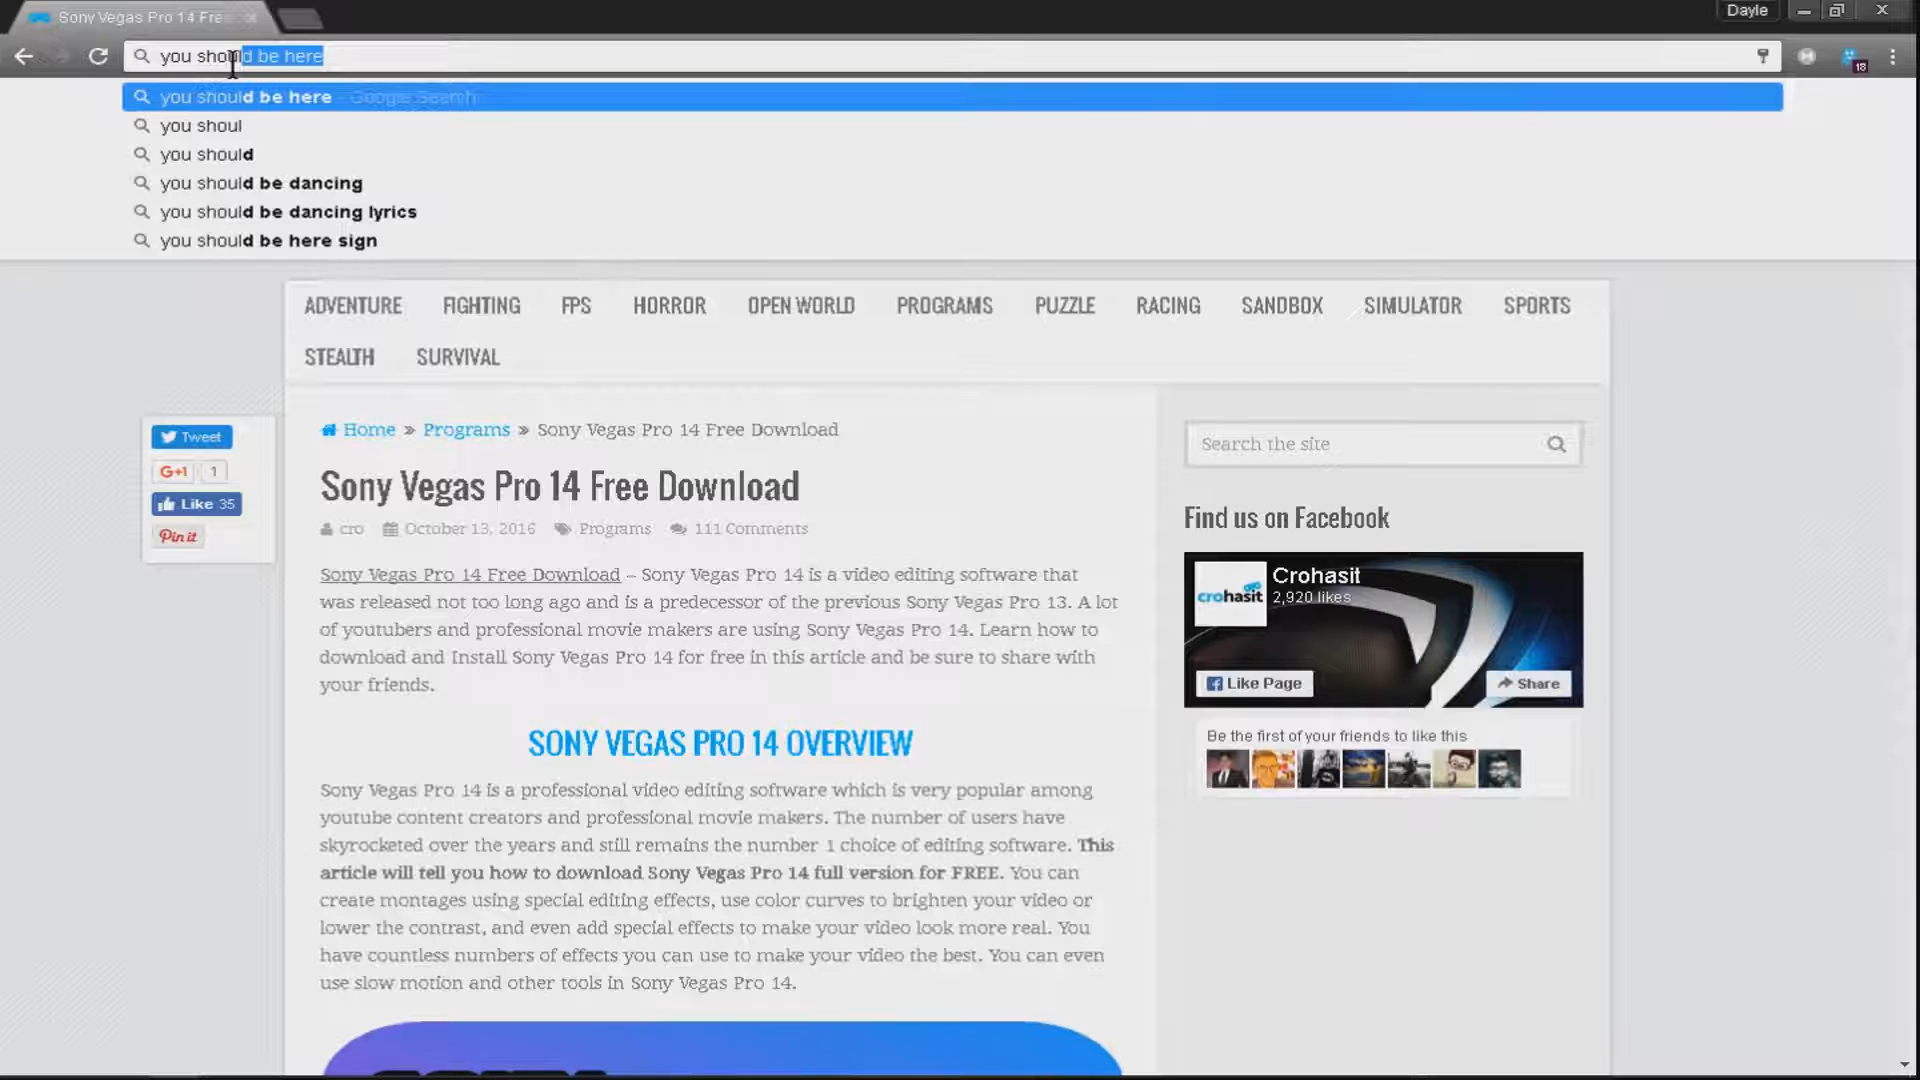 Sony Vegas Pro 14 Fre
Dayle
you should be here
18
you should be here - Google Search
you shoul
you should
you should be dancing
you should be dancing lyrics
you should be here sign
ADVENTURE FIGHTING FPS HORROR OPEN WORLD PROGRAMS PUZZLE RACING SANDBOX SIMULATOR SPORTS
STEALTH SURVIVAL
Tweet
G+1 1
Like 35
Pin it
Home » Programs » Sony Vegas Pro 14 Free Download
Sony Vegas Pro 14 Free Download
cro October 13, 2016 Programs 111 Comments
Sony Vegas Pro 14 Free Download – Sony Vegas Pro 14 is a video editing software that
was released not too long ago and is a predecessor of the previous Sony Vegas Pro 13. A lot
of youtubers and professional movie makers are using Sony Vegas Pro 14. Learn how to
download and Install Sony Vegas Pro 14 for free in this article and be sure to share with
your friends.
SONY VEGAS PRO 14 OVERVIEW
Sony Vegas Pro 14 is a professional video editing software which is very popular among
youtube content creators and professional movie makers. The number of users have
skyrocketed over the years and still remains the number 1 choice of editing software. This
article will tell you how to download Sony Vegas Pro 14 full version for FREE. You can
create montages using special editing effects, use color curves to brighten your video or
lower the contrast, and even add special effects to make your video look more real. You
have countless numbers of effects you can use to make your video the best. You can even
use slow motion and other tools in Sony Vegas Pro 14.
Search the site
Find us on Facebook
crohasit
Crohasit
2,920 likes
Like Page
Share
Be the first of your friends to like this